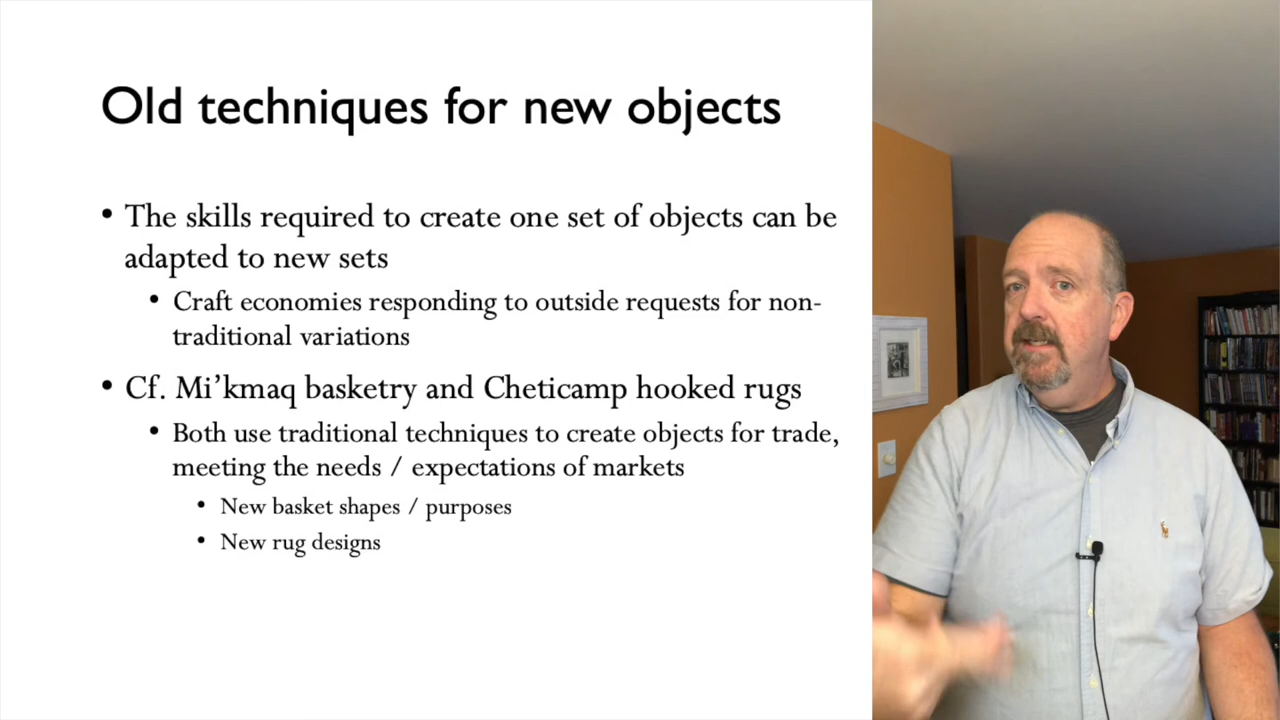 Old techniques for new objects
• The skills required to create one set of objects can be
adapted to new sets
• Craft economies responding to outside requests for non-
traditional variations
• Cf. Mi’kmaq basketry and Cheticamp hooked rugs
• Both use traditional techniques to create objects for trade,
meeting the needs / expectations of markets
• New basket shapes / purposes
• New rug designs